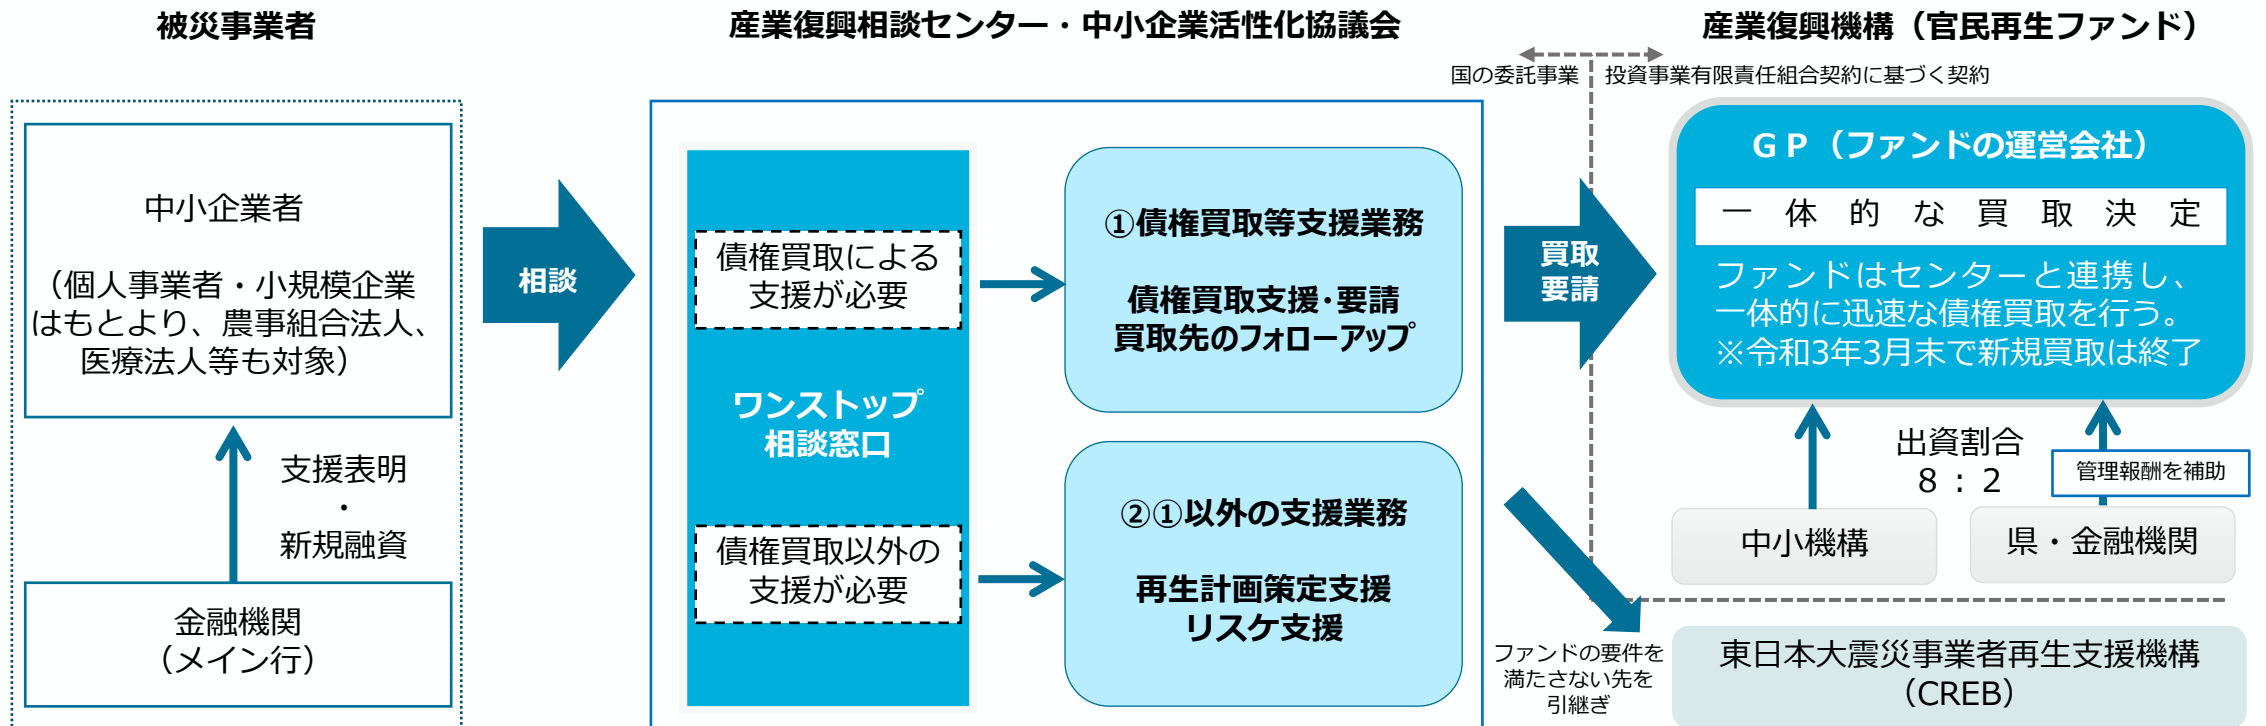 被災事業者
産業復興相談センター・中小企業活性化協議会
産業復興機構（官民再生ファンド）
国の委託事業
投資事業有限責任組合契約に基づく契約
中小企業者
（個人事業者・小規模企業
はもとより、農事組合法人、
医療法人等も対象）
支援表明
・
新規融資
金融機関
（メイン行）
相談
債権買取による
支援が必要
ワンストップ
相談窓口
債権買取以外の
支援が必要
①債権買取等支援業務
債権買取支援・要請
買取先のフォローアップ
②①以外の支援業務
再生計画策定支援
リスケ支援
買取
要請
ＧＰ（ファンドの運営会社）
一体的な買取決定
ファンドはセンターと連携し、
一体的に迅速な債権買取を行う。
※令和3年3月末で新規買取は終了
出資割合
８：２
管理報酬を補助
中小機構
県・金融機関
ファンドの要件を
満たさない先を
引継ぎ
東日本大震災事業者再生支援機構
（CREB）